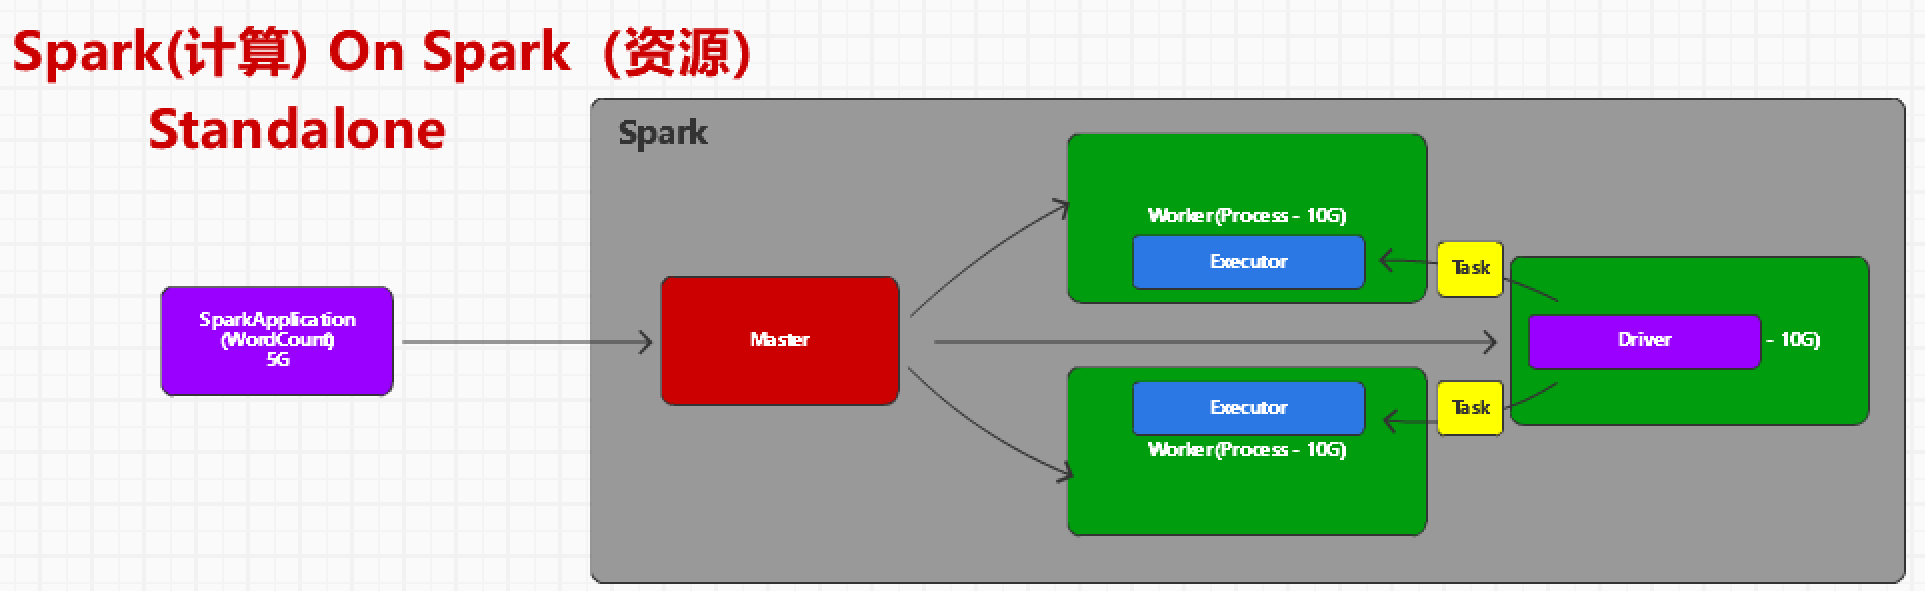 Spark(计算) On Spark（资源）
Standalone
Spark
SparkApplication
(WordCount)
5G
Master
Worker(Process - 10G)
Executor
Task
Driver
- 10G)
Executor
Task
Worker(Process - 10G)